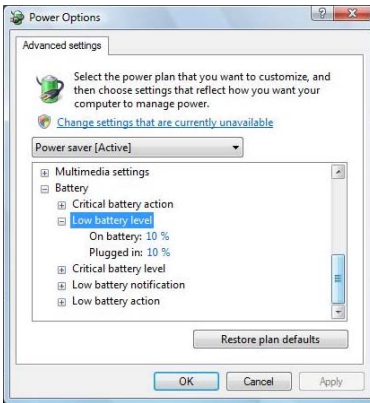 Power Options
Advanced settings
Select the power plan that you want to customize, and
then choose settings that reflect how you want your
computer to manage power.
Change settings that are currently unavailable
Power saver [Active]
Multimedia settings
Battery
Critical battery action
Low battery level
On battery: 10 %
Plugged in: 10 %
Critical battery level
Low battery notification
Low battery action
Restore plan defaults
OK Cancel Apply